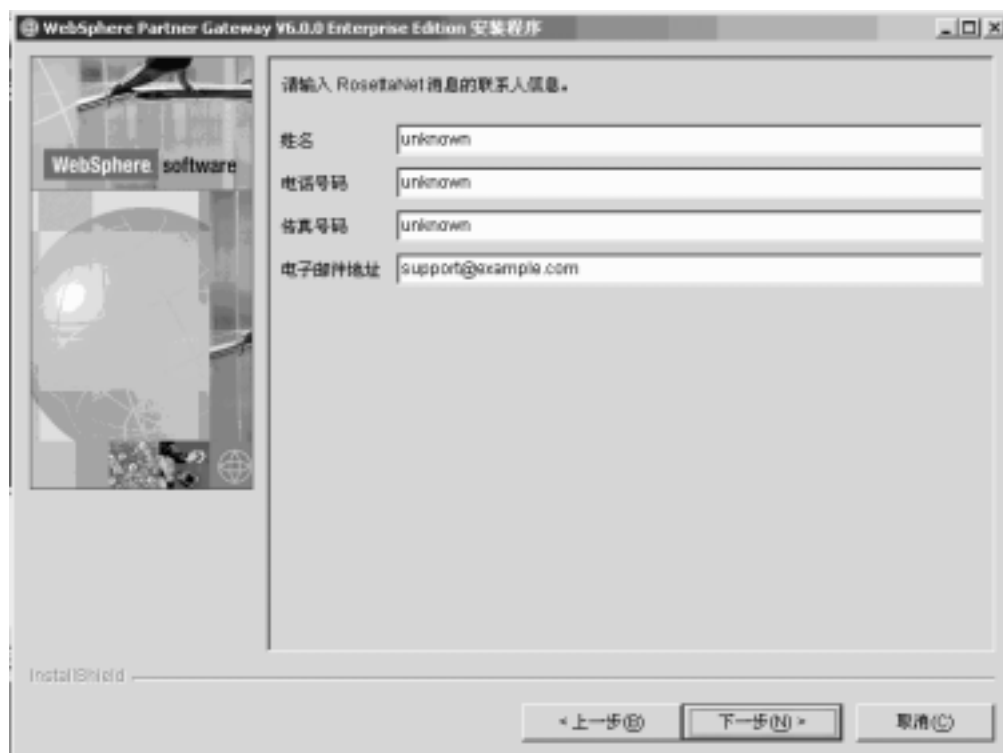 WebSphere Partner Gateway V6.0.0 Enterprise Edition 安装程序
请输入 RosettaNet 消息的联系人信息。
WebSphere software
姓名 unknown
电话号码 unknown
传真号码 unknown
电子邮件地址 support@example.com
InstallShield
< 上一步(B) 下一步(N) > 取消(C)